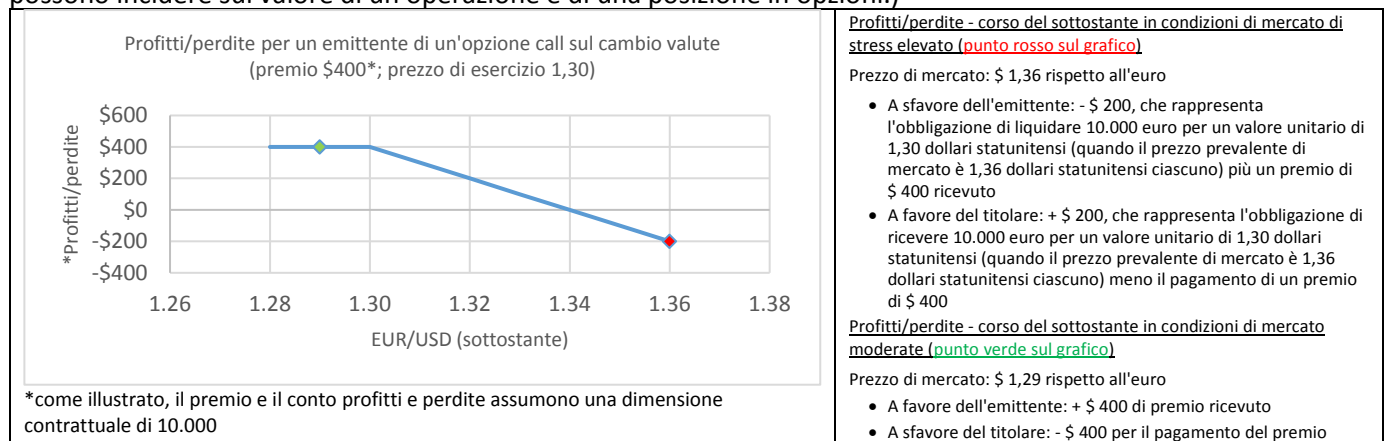 possono incidere sul valore di un'operazione e di una posizione in opzioni.)
Profitti/perdite per un emittente di un'opzione call sul cambio valute
(premio $400*; prezzo di esercizio 1,30)
*Profitti/perdite
$600
$400
$200
$0
-$200
-$400
1.26 1.28 1.30 1.32 1.34 1.36 1.38
EUR/USD (sottostante)
*come illustrato, il premio e il conto profitti e perdite assumono una dimensione
contrattuale di 10.000
Profitti/perdite - corso del sottostante in condizioni di mercato di
stress elevato (punto rosso sul grafico)
Prezzo di mercato: $ 1,36 rispetto all'euro
• A sfavore dell'emittente: - $ 200, che rappresenta
l'obbligazione di liquidare 10.000 euro per un valore unitario di
1,30 dollari statunitensi (quando il prezzo prevalente di
mercato è 1,36 dollari statunitensi ciascuno) più un premio di
$ 400 ricevuto
• A favore del titolare: + $ 200, che rappresenta l'obbligazione di
ricevere 10.000 euro per un valore unitario di 1,30 dollari
statunitensi (quando il prezzo prevalente di mercato è 1,36
dollari statunitensi ciascuno) meno il pagamento di un premio
di $ 400
Profitti/perdite - corso del sottostante in condizioni di mercato
moderate (punto verde sul grafico)
Prezzo di mercato: $ 1,29 rispetto all'euro
• A favore dell'emittente: + $ 400 di premio ricevuto
• A sfavore del titolare: - $ 400 per il pagamento del premio